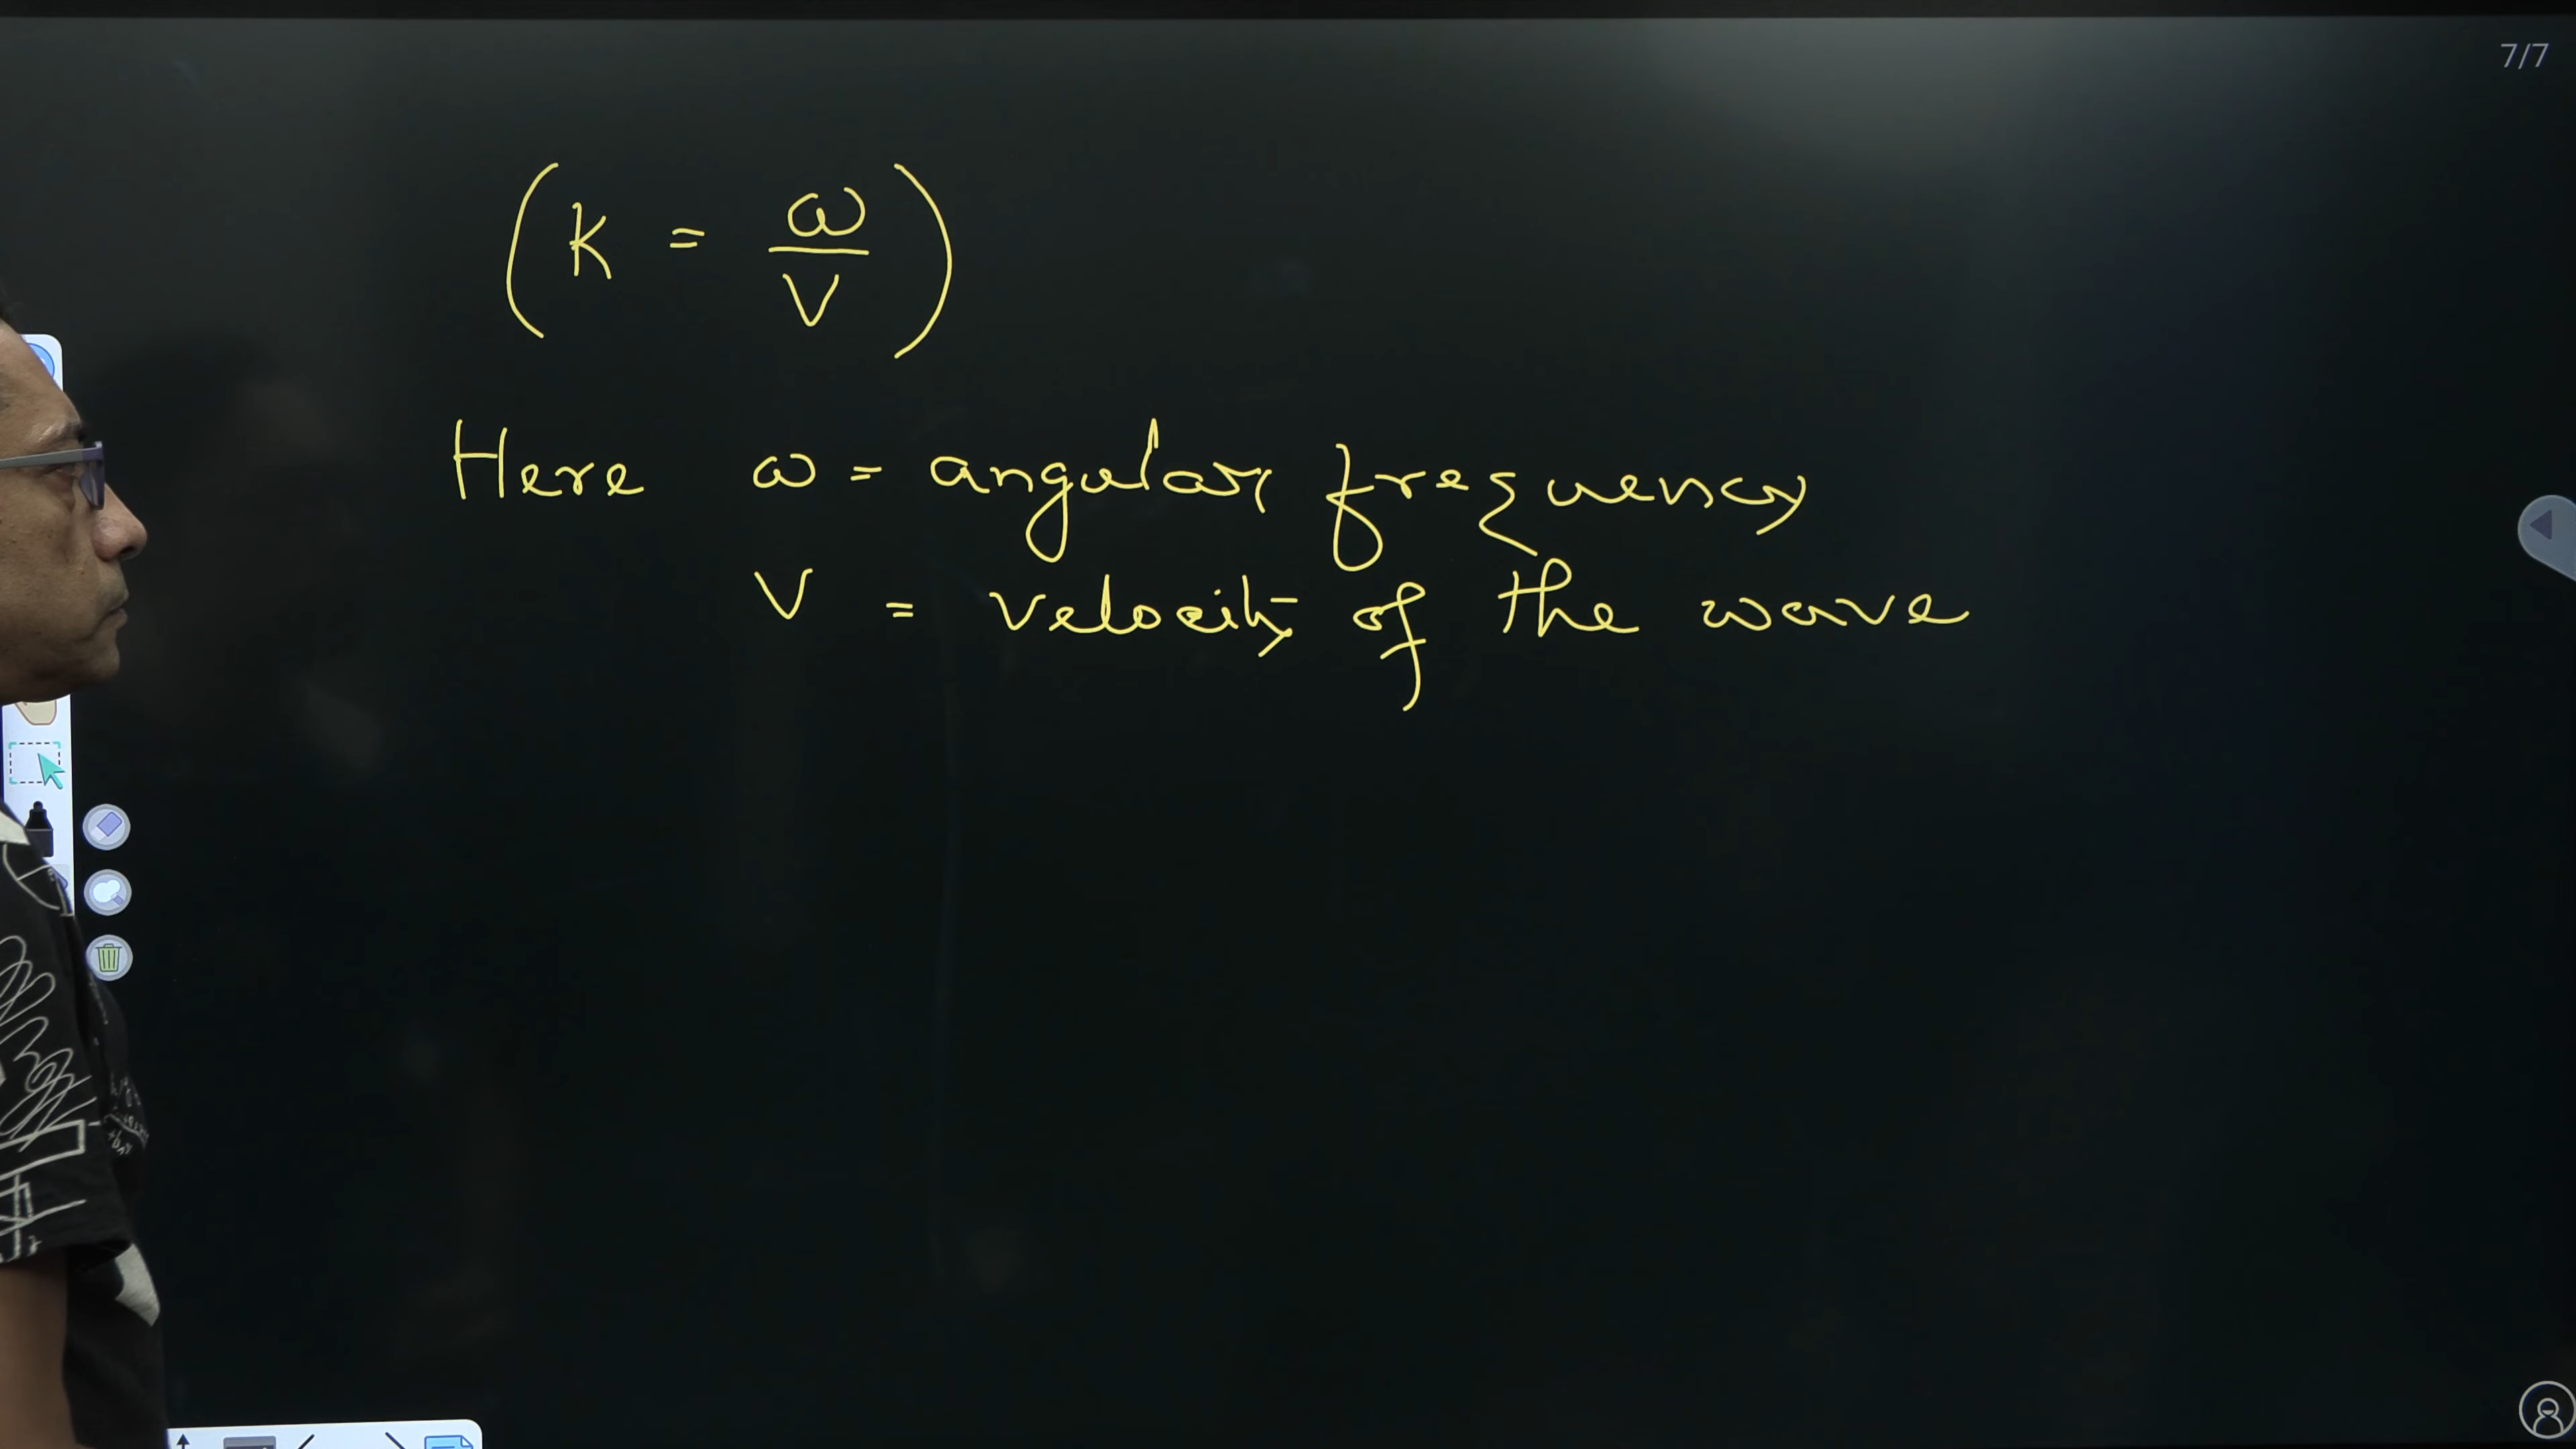 7/7
(K = ω/V)
Here ω = angular frequency
V = velocity of the wave